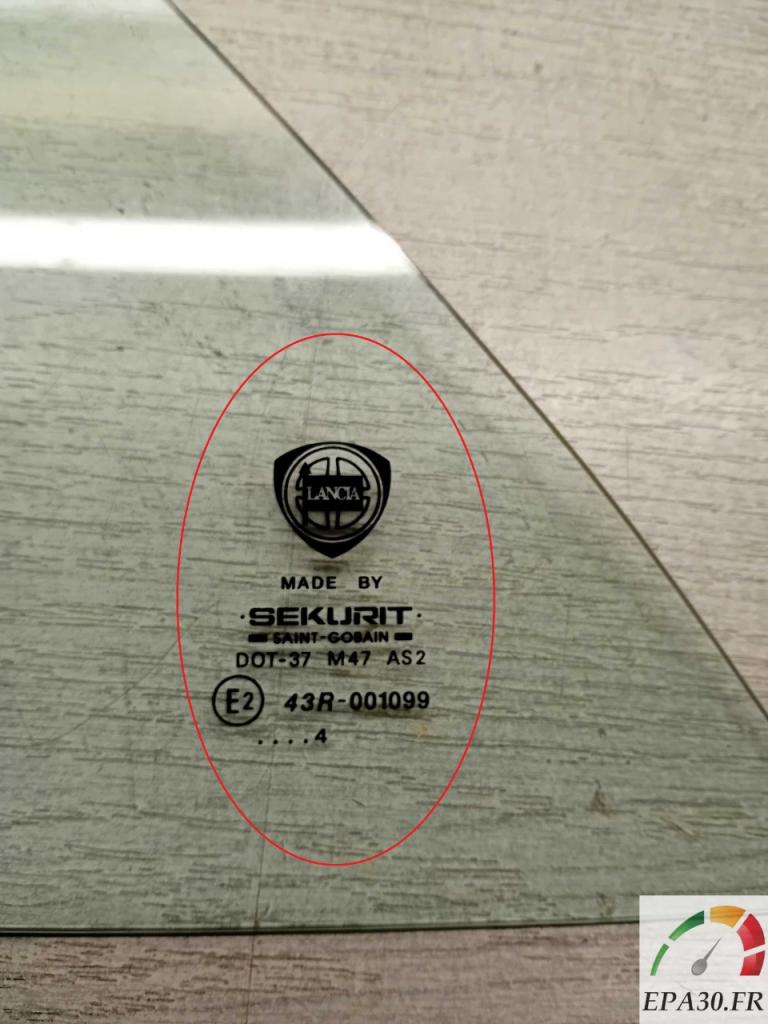 LANCIA
MADE BY
·SEKURIT·
SAINT-GOBAIN
DOT-37 M47 AS2
E2 43R-001099
....4
EPA30.FR